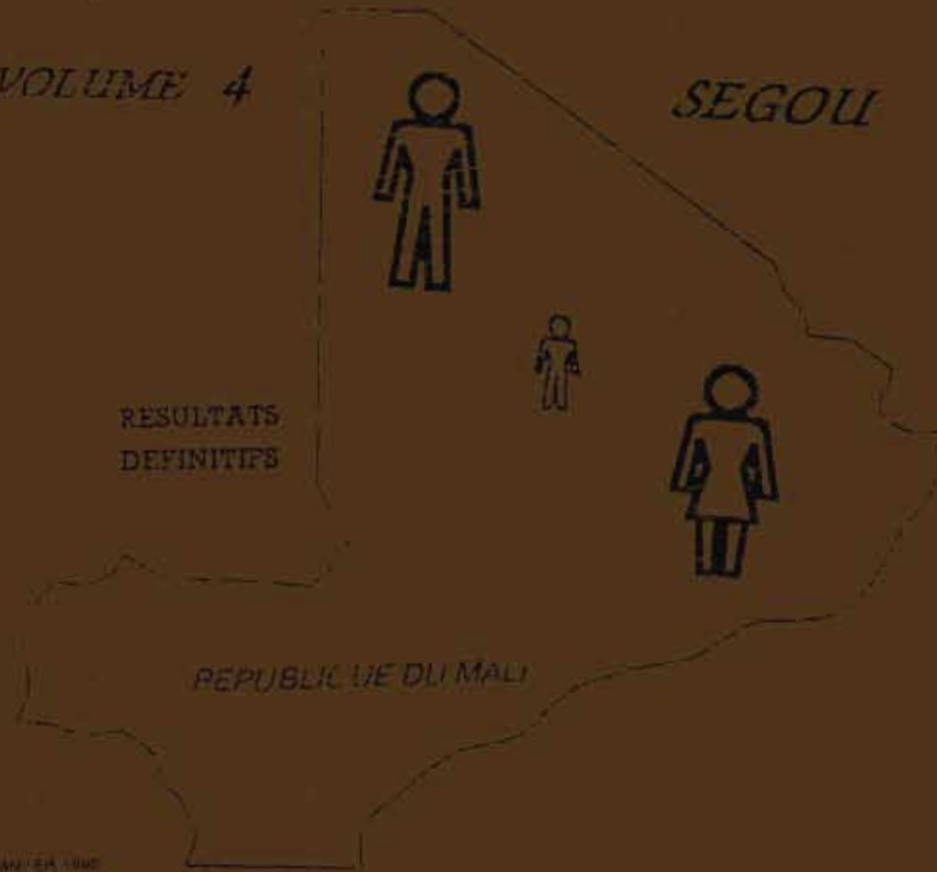 VOLUME 4
SEGOU
RESULTATS
DEFINITIFS
REPUBLIQUE DU MALI